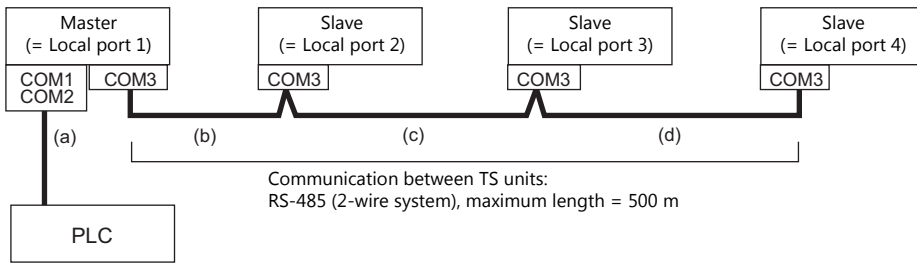 Master
(= Local port 1)
Slave
(= Local port 2)
Slave
(= Local port 3)
Slave
(= Local port 4)
COM1
COM2
COM3
COM3
COM3
COM3
(a)
(b)
(c)
(d)
Communication between TS units:
RS-485 (2-wire system), maximum length = 500 m
PLC